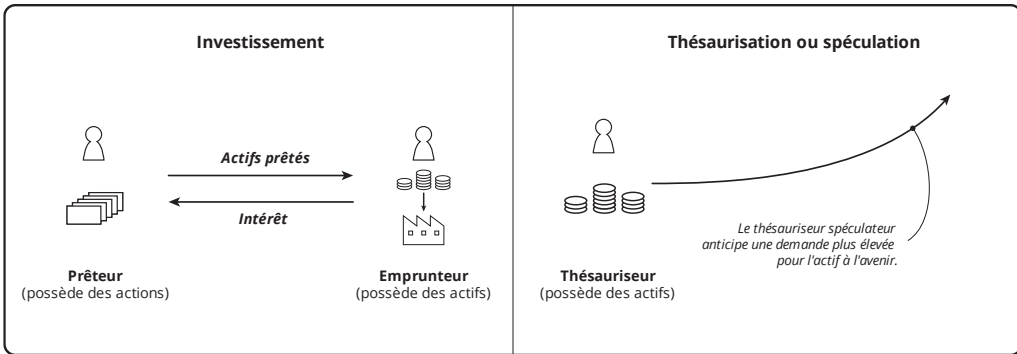 Investissement
Actifs prêtés
Intérêt
Prêteur
(possède des actions)
Emprunteur
(possède des actifs)
Thésaurisation ou spéculation
Le thésauriseur spéculateur
anticipe une demande plus élevée
pour l'actif à l'avenir.
Thésauriseur
(possède des actifs)